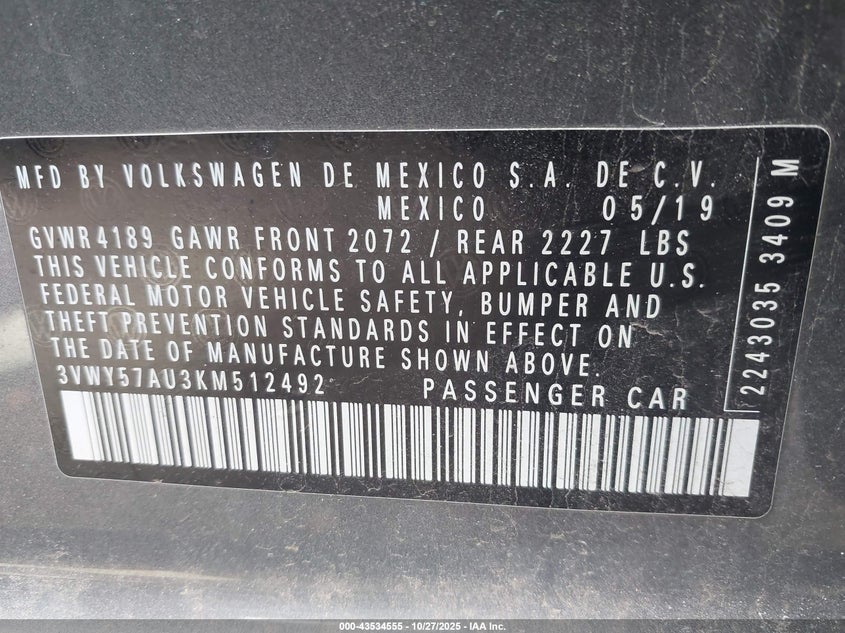 MFD BY VOLKSWAGEN DE MEXICO S.A. DE C.V.
MEXICO 05/19
GVWR 4189 GAWR FRONT 2072 / REAR 2227 LBS
THIS VEHICLE CONFORMS TO ALL APPLICABLE U.S.
FEDERAL MOTOR VEHICLE SAFETY, BUMPER AND
THEFT PREVENTION STANDARDS IN EFFECT ON
THE DATE OF MANUFACTURE SHOWN ABOVE.
3VWY57AU3KM512492 PASSENGER CAR
2243035 3409 M
000-43534555 - 10/27/2025 - IAA Inc.